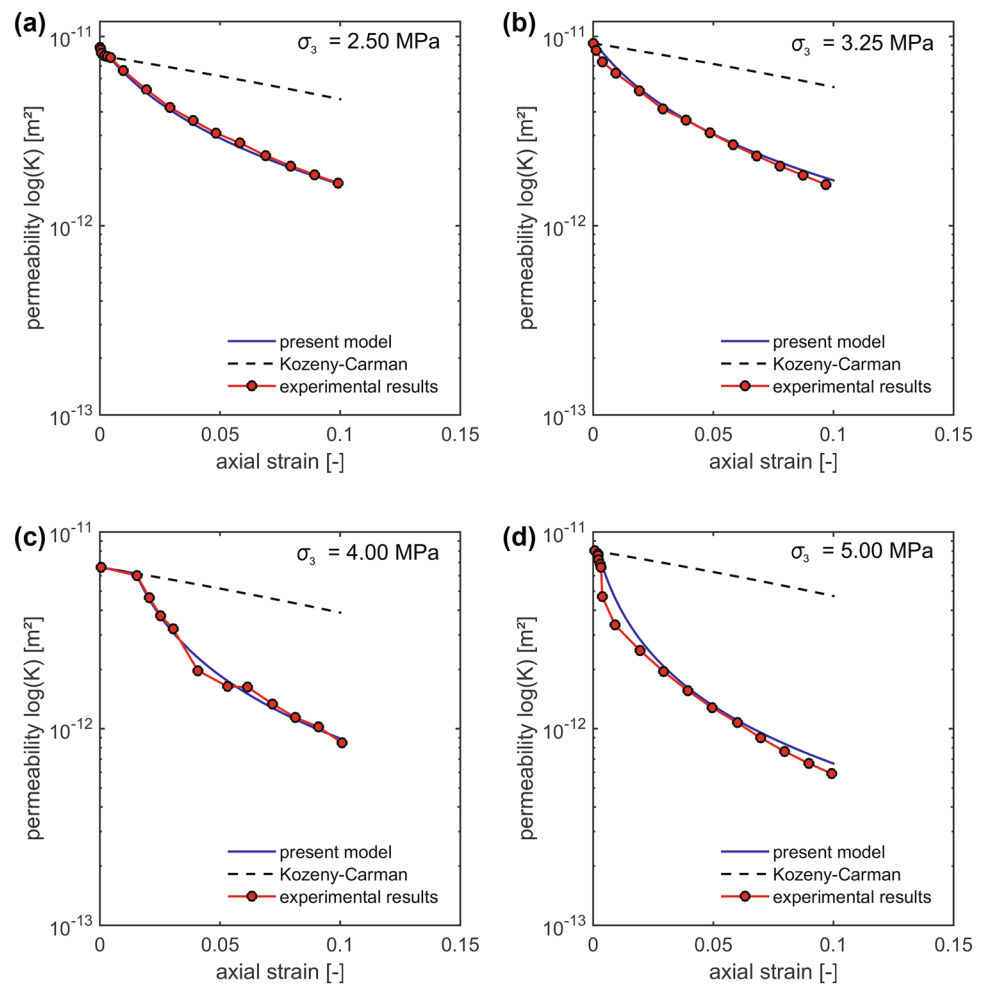 (a)
σ₃ = 2.50 MPa
10⁻¹¹
10⁻¹²
10⁻¹³
permeability log(K) [m²]
present model
Kozeny-Carman
experimental results
0 0.05 0.1 0.15
axial strain [-]
(b)
σ₃ = 3.25 MPa
10⁻¹¹
10⁻¹²
10⁻¹³
permeability log(K) [m²]
present model
Kozeny-Carman
experimental results
0 0.05 0.1 0.15
axial strain [-]
(c)
σ₃ = 4.00 MPa
10⁻¹¹
10⁻¹²
10⁻¹³
permeability log(K) [m²]
present model
Kozeny-Carman
experimental results
0 0.05 0.1 0.15
axial strain [-]
(d)
σ₃ = 5.00 MPa
10⁻¹¹
10⁻¹²
10⁻¹³
permeability log(K) [m²]
present model
Kozeny-Carman
experimental results
0 0.05 0.1 0.15
axial strain [-]